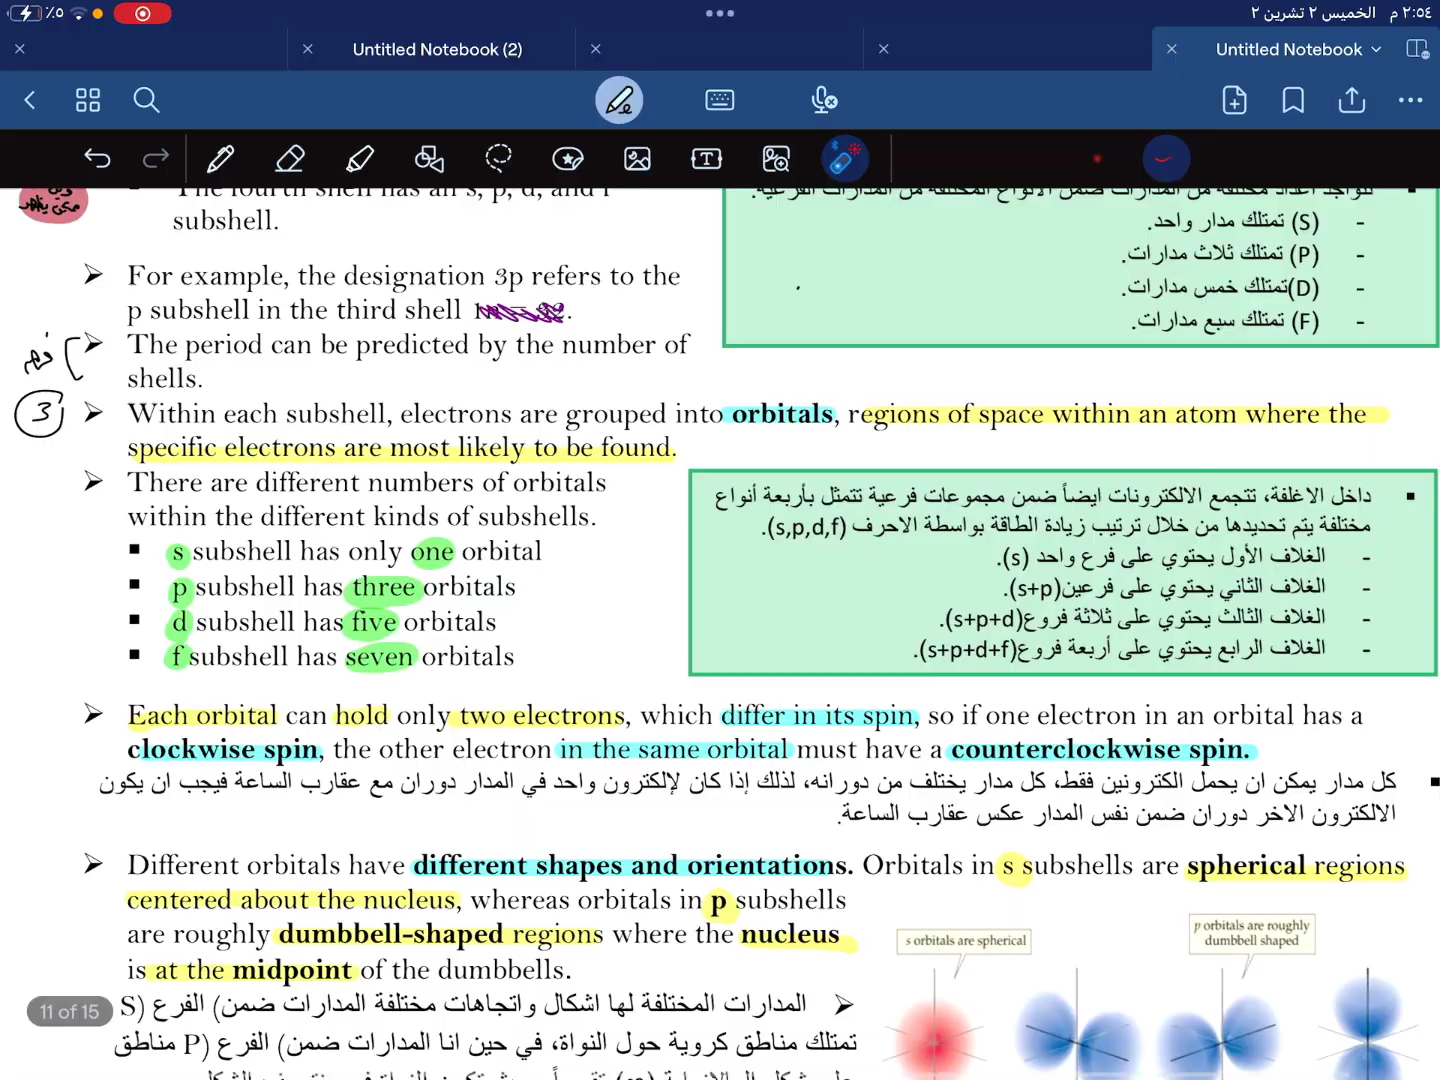 ٪٥
٢:٥٤ م الخميس ٢ تشرين ٢
Untitled Notebook (2)
Untitled Notebook
subshell.
For example, the designation 3p refers to the
p subshell in the third shell
The period can be predicted by the number of
shells.
3
Within each subshell, electrons are grouped into orbitals, regions of space within an atom where the
specific electrons are most likely to be found.
There are different numbers of orbitals
within the different kinds of subshells.
s subshell has only one orbital
p subshell has three orbitals
d subshell has five orbitals
f subshell has seven orbitals
- (S) تمتلك مدار واحد.
- (P) تمتلك ثلاث مدارات.
- (D)تمتلك خمس مدارات.
- (F) تمتلك سبع مدارات.
داخل الاغلفة، تتجمع الالكترونات ايضاً ضمن مجموعات فرعية تتمثل بأربعة أنواع
مختلفة يتم تحديدها من خلال ترتيب زيادة الطاقة بواسطة الاحرف (s,p,d,f).
- الغلاف الأول يحتوي على فرع واحد (s).
- الغلاف الثاني يحتوي على فرعين(s+p).
- الغلاف الثالث يحتوي على ثلاثة فروع(s+p+d).
- الغلاف الرابع يحتوي على أربعة فروع(s+p+d+f).
Each orbital can hold only two electrons, which differ in its spin, so if one electron in an orbital has a
clockwise spin, the other electron in the same orbital must have a counterclockwise spin.
كل مدار يمكن ان يحمل الكترونين فقط، كل مدار يختلف من دورانه، لذلك إذا كان لإلكترون واحد في المدار دوران مع عقارب الساعة فيجب ان يكون
الالكترون الاخر دوران ضمن نفس المدار عكس عقارب الساعة.
Different orbitals have different shapes and orientations. Orbitals in s subshells are spherical regions
centered about the nucleus, whereas orbitals in p subshells
are roughly dumbbell-shaped regions where the nucleus
is at the midpoint of the dumbbells.
s orbitals are spherical
p orbitals are roughly
dumbbell shaped
11 of 15
المدارات المختلفة لها اشكال واتجاهات مختلفة المدارات ضمن) الفرع (S
تمتلك مناطق كروية حول النواة، في حين انا المدارات ضمن) الفرع (P مناطق